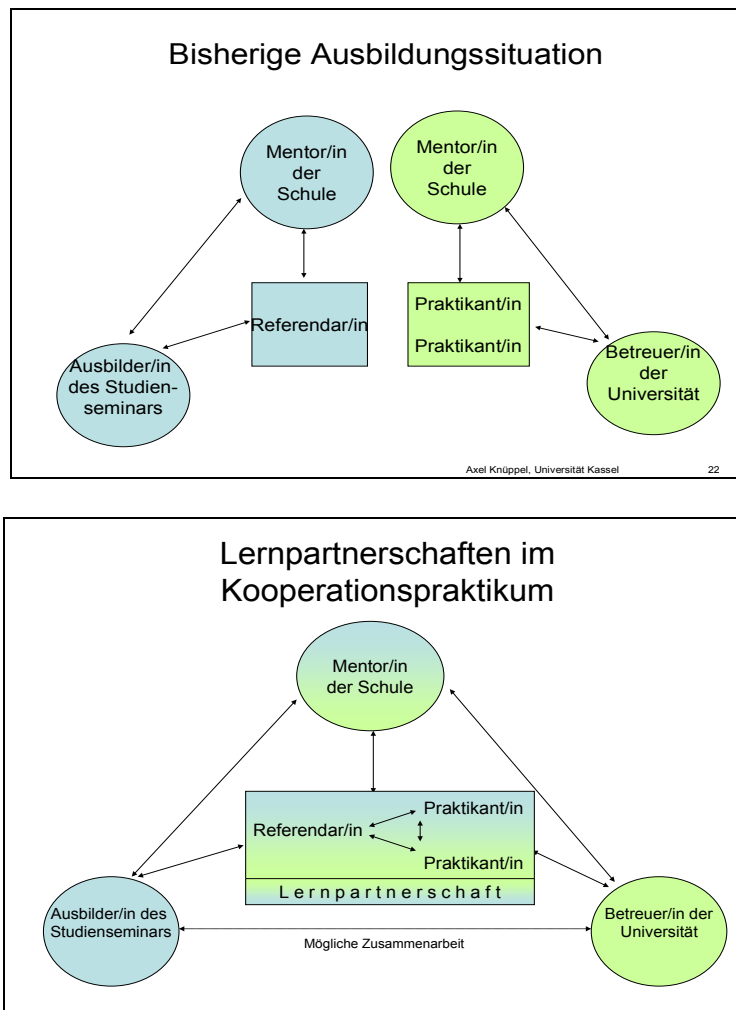 Bisherige Ausbildungssituation
Mentor/in
der
Schule
Mentor/in
der
Schule
Referendar/in
Praktikant/in
Praktikant/in
Ausbilder/in
des Studien-
seminars
Betreuer/in
der
Universität
Axel Knüppel, Universität Kassel
22
Lernpartnerschaften im
Kooperationspraktikum
Mentor/in
der Schule
Praktikant/in
Referendar/in
Praktikant/in
Lernpartnerschaft
Ausbilder/in des
Studienseminars
Betreuer/in der
Universität
Mögliche Zusammenarbeit